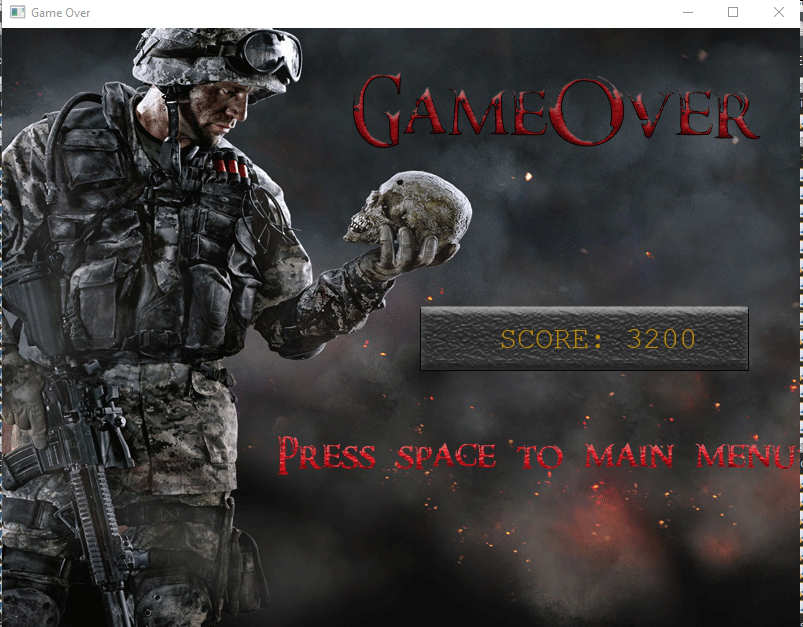 Game Over
GameOver
SCORE: 3200
Press space to main menu